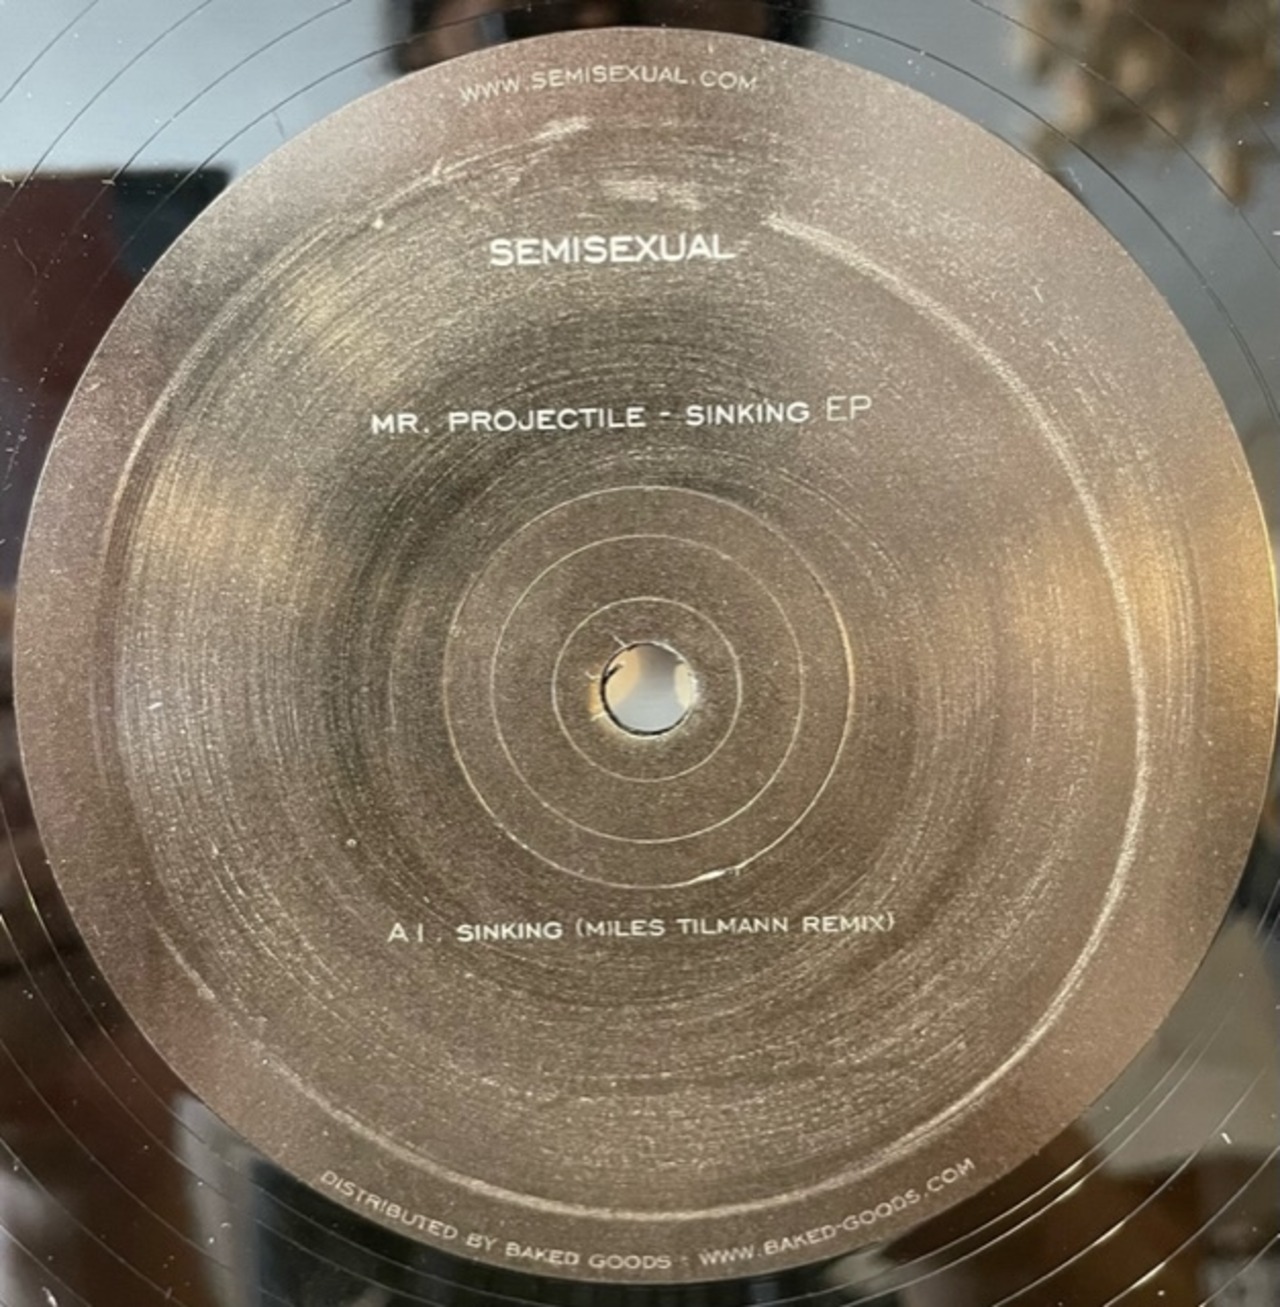 WWW.SEMISEXUAL.COM
SEMISEXUAL
MR. PROJECTILE - SINKING EP
A1. SINKING (MILES TILMANN REMIX)
DISTRIBUTED BY BAKED GOODS - WWW.BAKED-GOODS.COM